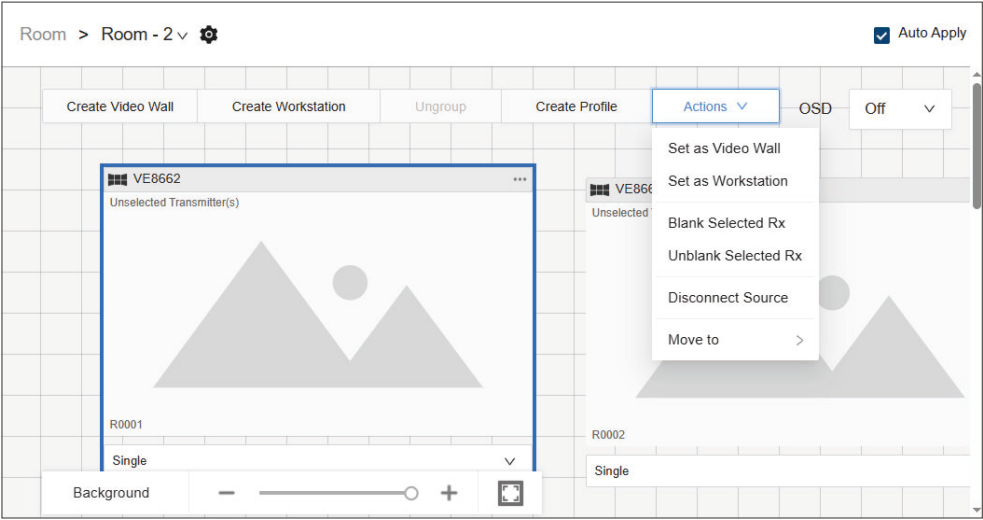 Room > Room - 2
Auto Apply
Create Video Wall
Create Workstation
Ungroup
Create Profile
Actions
OSD
Off
Set as Video Wall
Set as Workstation
Blank Selected Rx
Unblank Selected Rx
Disconnect Source
Move to
VE8662
Unselected Transmitter(s)
R0001
Single
VE866
Unselected
R0002
Single
Background